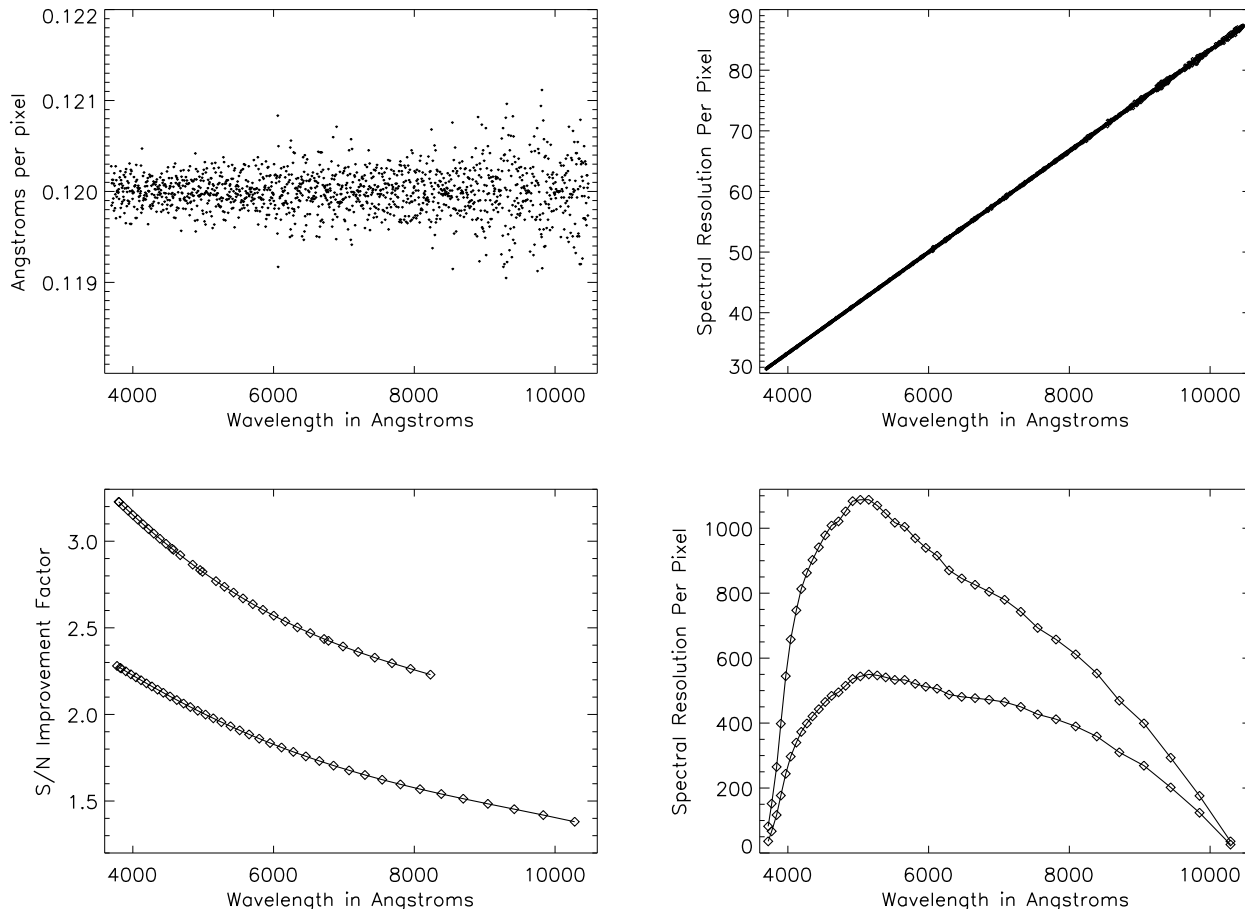 0.122
0.121
0.120
0.119
Angstroms per pixel
4000 6000 8000 10000
Wavelength in Angstroms
90
80
70
60
50
40
30
Spectral Resolution Per Pixel
4000 6000 8000 10000
Wavelength in Angstroms
3.0
2.5
2.0
1.5
S/N Improvement Factor
4000 6000 8000 10000
Wavelength in Angstroms
1000
800
600
400
200
0
Spectral Resolution Per Pixel
4000 6000 8000 10000
Wavelength in Angstroms